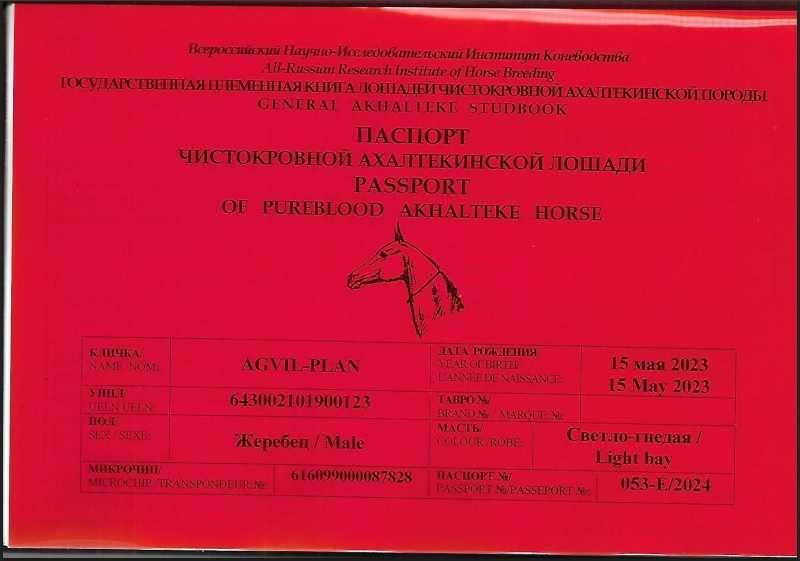 Всероссийский Научно-Исследовательский Институт Коневодства
All-Russian Research Institute of Horse Breeding
ГОСУДАРСТВЕННАЯ ПЛЕМЕННАЯ КНИГА ЛОШАДЕЙ ЧИСТОКРОВНОЙ АХАЛТЕКИНСКОЙ ПОРОДЫ
GENERAL AKHALTEKE STUDBOOK
ПАСПОРТ
ЧИСТОКРОВНОЙ АХАЛТЕКИНСКОЙ ЛОШАДИ
PASSPORT
OF PUREBLOOD AKHALTEKE HORSE
КЛИЧКА/
NAME/NOM:
AGVIL-PLAN
ДАТА РОЖДЕНИЯ/
YEAR OF BIRTH/
L'ANNEE DE NAISSANCE:
15 мая 2023
15 May 2023
УНПЛ/
UELN/UELN:
643002101900123
ТАВРО №/
BRAND № / MARQUE №:
ПОЛ/
SEX / SEXE:
Жеребец / Male
МАСТЬ/
COLOUR /ROBE:
Светло-гнедая /
Light bay
МИКРОЧИП/
MICROCHIP /TRANSPONDEUR №:
616099000087828
ПАСПОРТ №/
PASSPORT №/PASSEPORT №:
053-E/2024